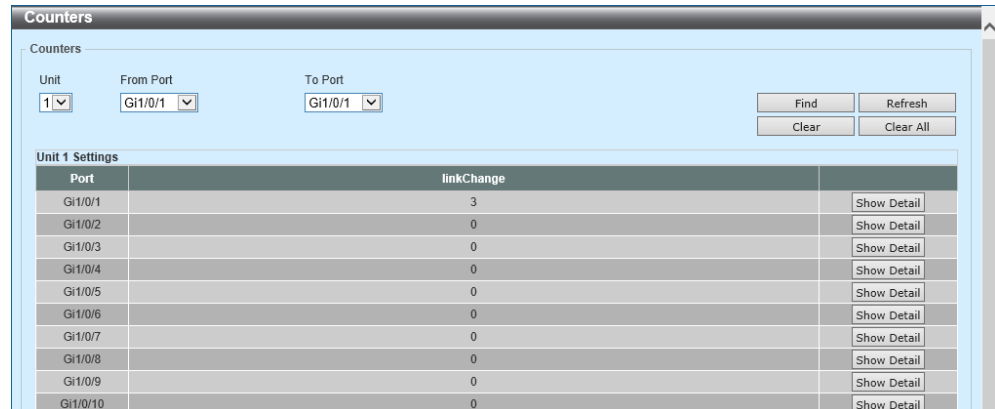 Counters
Counters
Unit From Port To Port
1 Gi1/0/1 Gi1/0/1
Find Refresh
Clear Clear All
Unit 1 Settings
Port linkChange
Gi1/0/1 3 Show Detail
Gi1/0/2 0 Show Detail
Gi1/0/3 0 Show Detail
Gi1/0/4 0 Show Detail
Gi1/0/5 0 Show Detail
Gi1/0/6 0 Show Detail
Gi1/0/7 0 Show Detail
Gi1/0/8 0 Show Detail
Gi1/0/9 0 Show Detail
Gi1/0/10 0 Show Detail